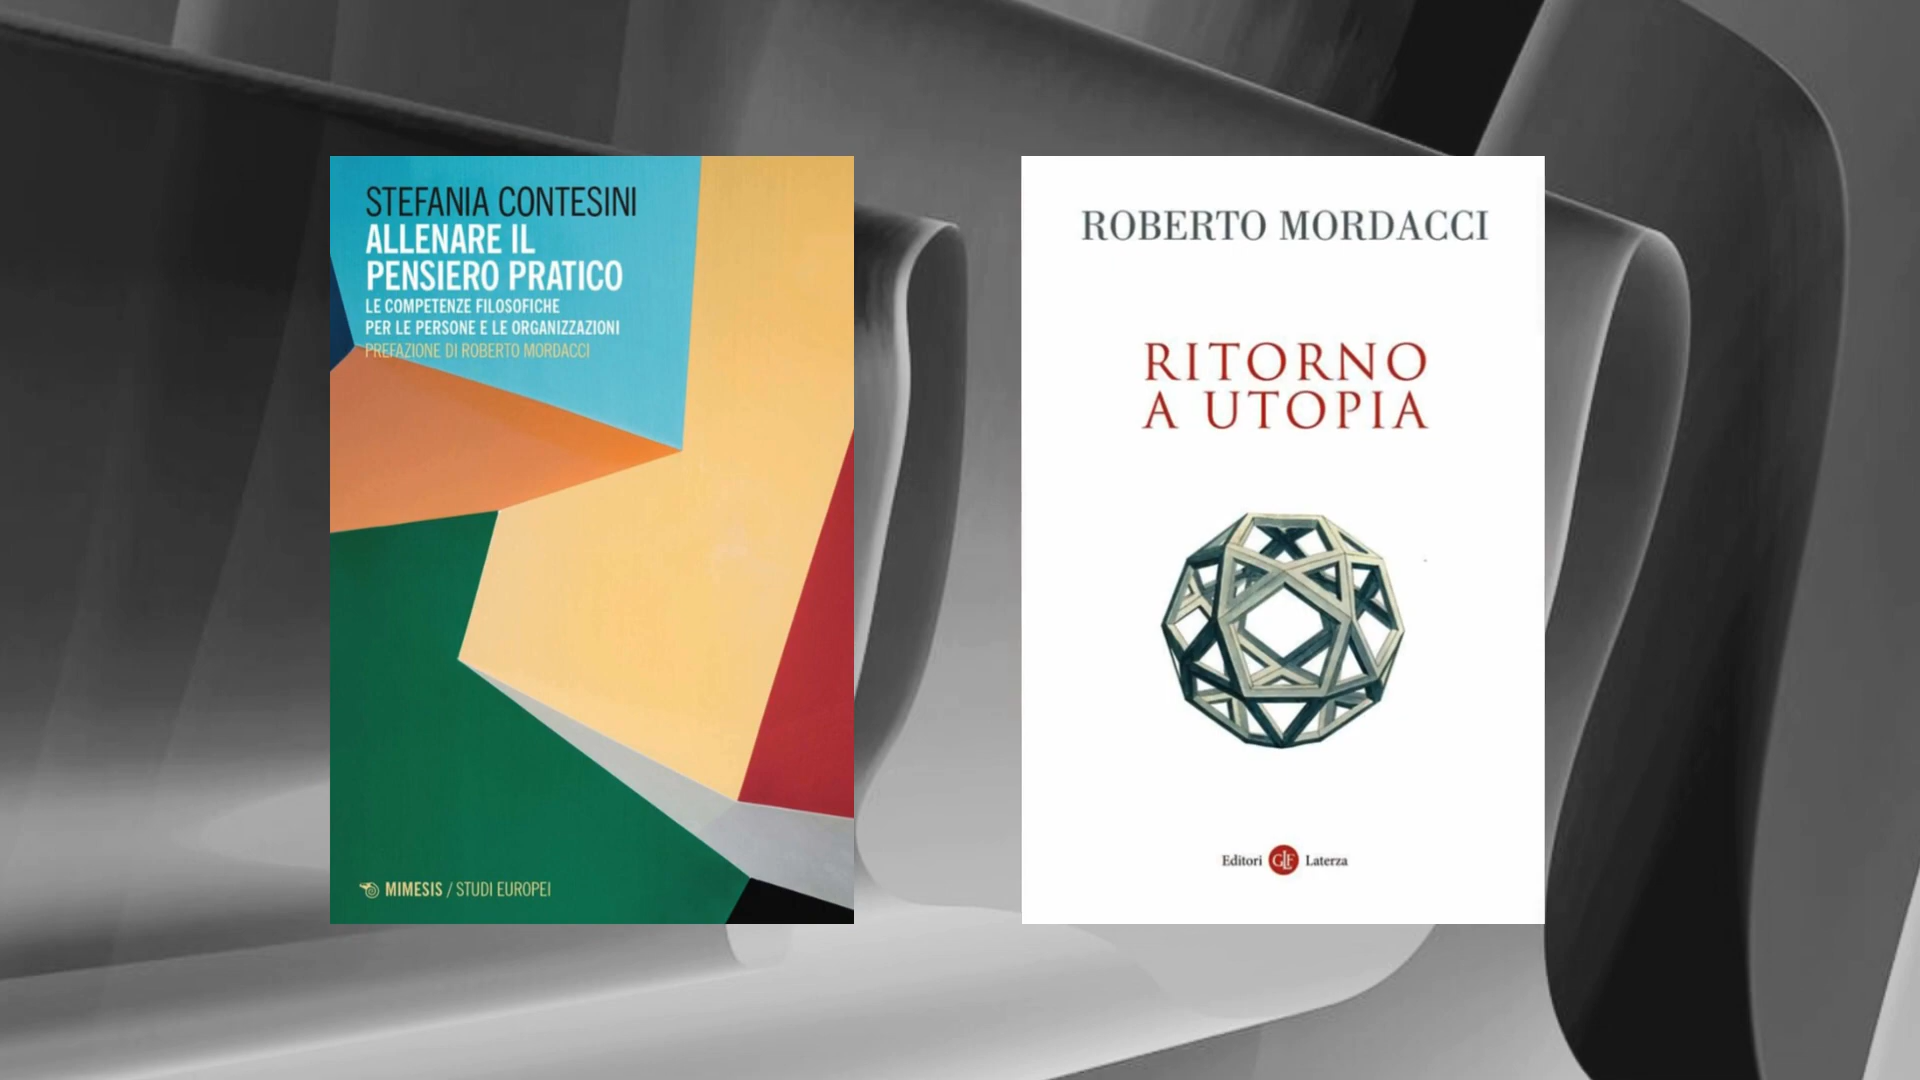 STEFANIA CONTESINI
ALLENARE IL
PENSIERO PRATICO
LE COMPETENZE FILOSOFICHE
PER LE PERSONE E LE ORGANIZZAZIONI
PREFAZIONE DI ROBERTO MORDACCI
MIMESIS / STUDI EUROPEI
ROBERTO MORDACCI
RITORNO
A UTOPIA
Editori GLF Laterza